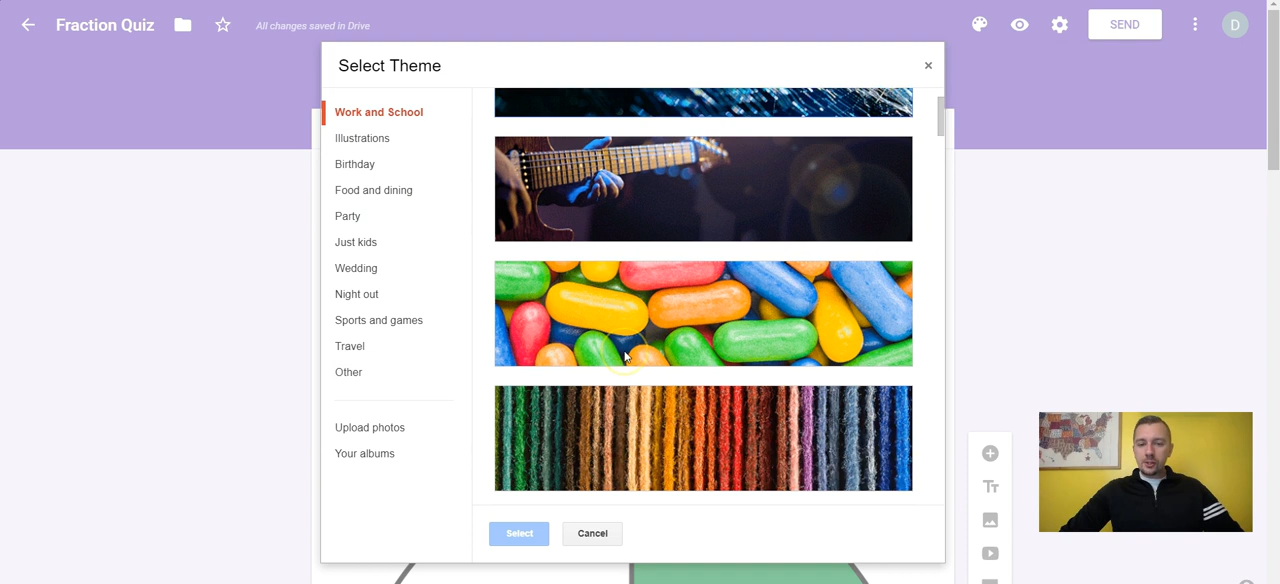 Fraction Quiz
All changes saved in Drive
SEND
D
Select Theme
×
Work and School
Illustrations
Birthday
Food and dining
Party
Just kids
Wedding
Night out
Sports and games
Travel
Other
Upload photos
Your albums
Select
Cancel
Tт